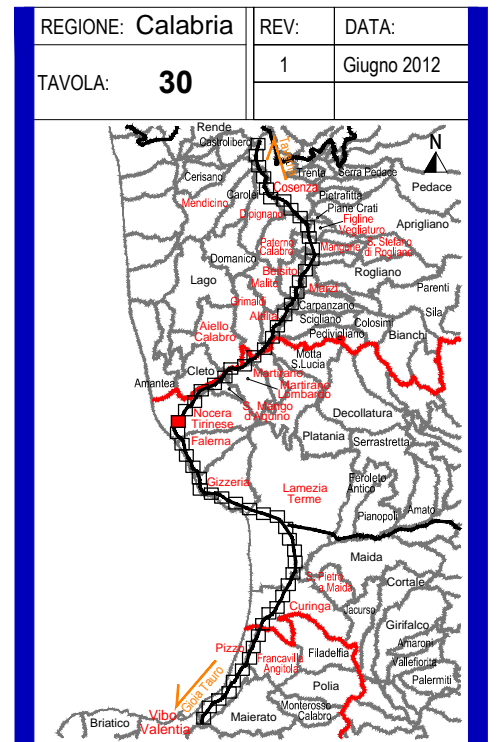 REGIONE: Calabria
REV:
DATA:
TAVOLA: 30
1
Giugno 2012
N
Rende
Castrolibero
Taranto
Trenta
Serra Pedace
Cerisano
Cosenza
Pedace
Carolei
Pietrafitta
Mendicino
Dipignano
Piane Crati
Figline
Vegliaturo
Aprigliano
Paterno
Calabro
Mangone
S. Stefano
di Rogliano
Domanico
Belsito
Rogliano
Lago
Malito
Marzi
Parenti
Grimaldi
Carpanzano
Sila
Altilia
Scigliano
Colosimi
Aiello
Calabro
Pedivigliano
Bianchi
Motta
S.Lucia
Cleto
Martirano
Amantea
Martirano
Lombardo
S. Mango
d'Aquino
Nocera
Tirinese
Decollatura
Falerna
Platania
Serrastretta
Gizzeria
Lamezia
Terme
Feroleto
Antico
Pianopoli
Amato
Maida
S. Pietro
a Maida
Cortale
Curinga
Jacurso
Girifalco
Pizzo
Amaroni
Francavilla
Angitola
Filadelfia
Vallefiorita
Gioia Tauro
Polia
Palermiti
Vibo
Valentia
Monterosso
Calabro
Briatico
Maierato